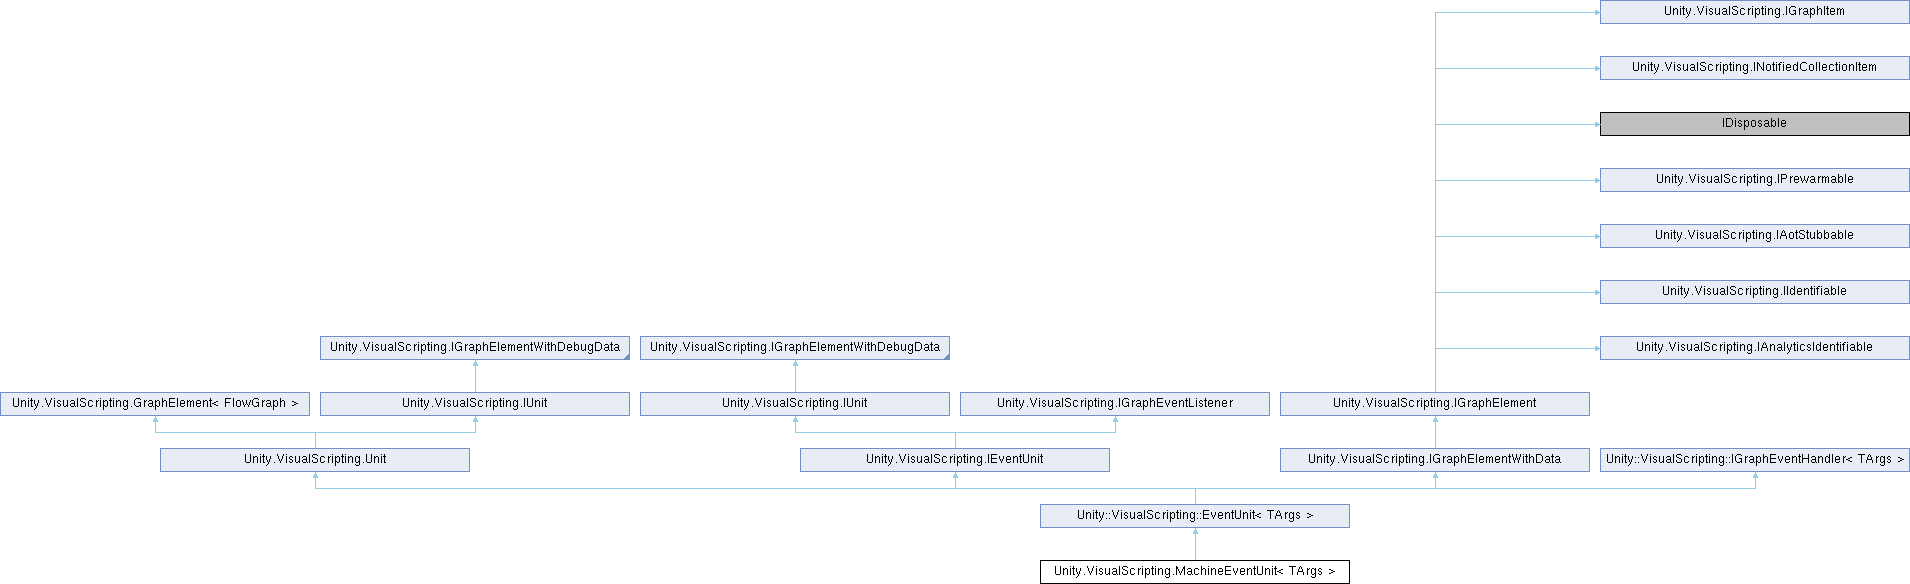 Unity.VisualScripting.IGraphItem
Unity.VisualScripting.INotifiedCollectionItem
IDisposable
Unity.VisualScripting.IPrewarmable
Unity.VisualScripting.IAotStubbable
Unity.VisualScripting.IIdentifiable
Unity.VisualScripting.IGraphElementWithDebugData
Unity.VisualScripting.IGraphElementWithDebugData
Unity.VisualScripting.IAnalyticsIdentifiable
Unity.VisualScripting.GraphElement< FlowGraph >
Unity.VisualScripting.IUnit
Unity.VisualScripting.IUnit
Unity.VisualScripting.IGraphEventListener
Unity.VisualScripting.IGraphElement
Unity.VisualScripting.Unit
Unity.VisualScripting.IEventUnit
Unity.VisualScripting.IGraphElementWithData
Unity::VisualScripting::IGraphEventHandler< TArgs >
Unity::VisualScripting::EventUnit< TArgs >
Unity.VisualScripting.MachineEventUnit< TArgs >